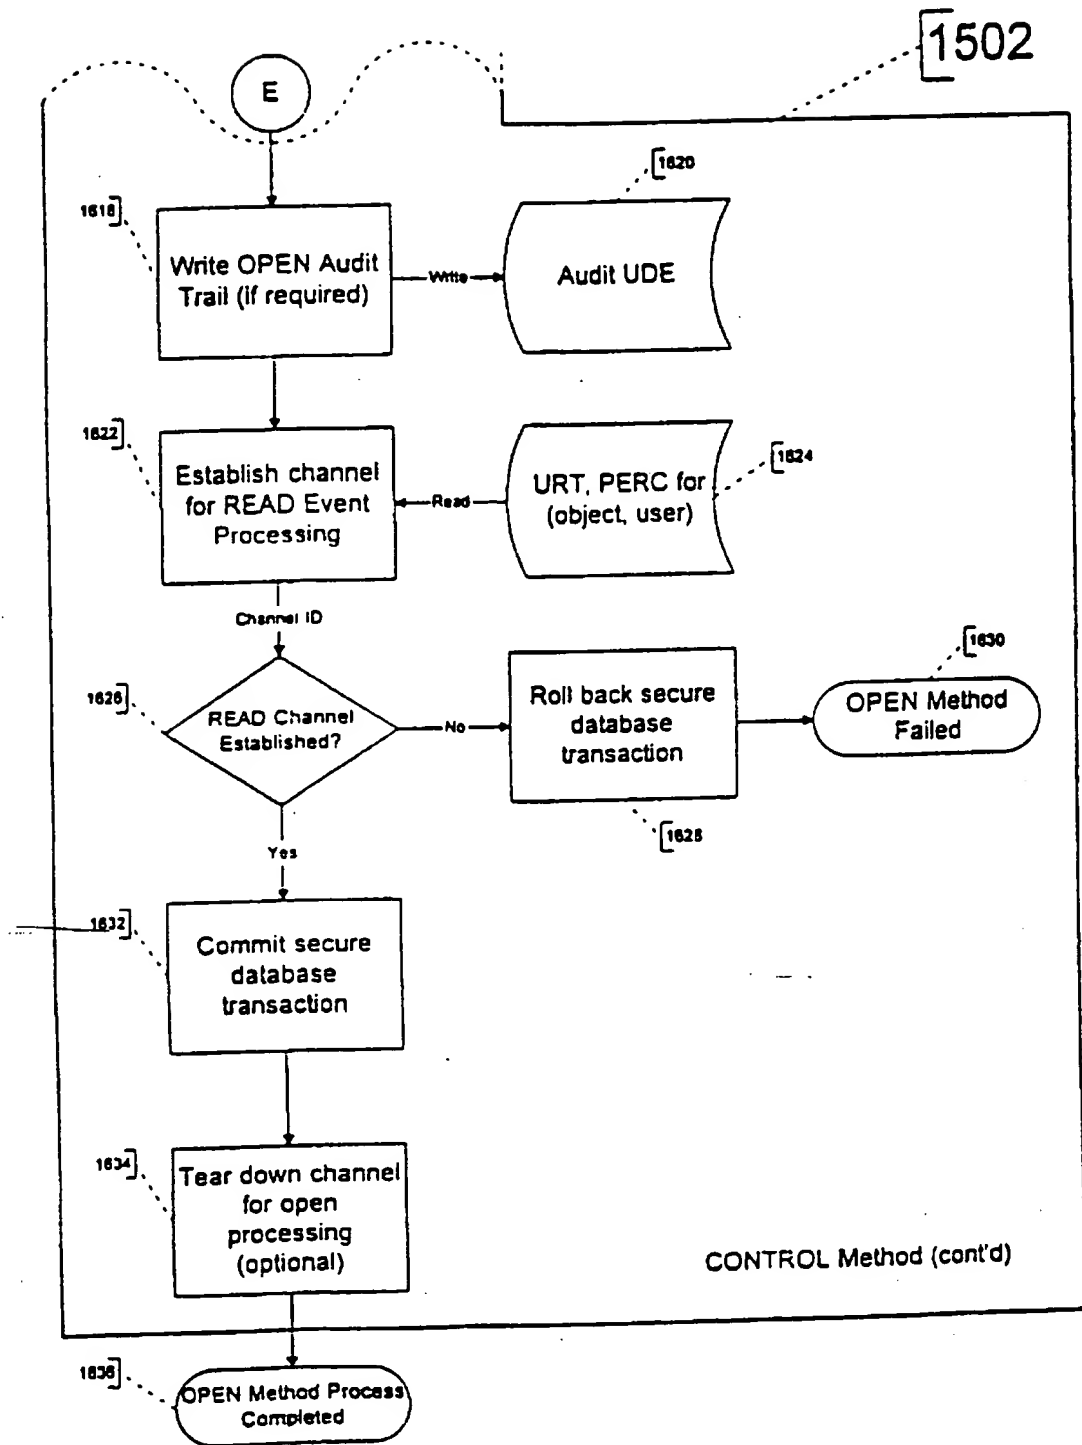 1502
E
1618
Write OPEN Audit
Trail (if required)
Write
1620
Audit UDE
1622
Establish channel
for READ Event
Processing
Read
URT, PERC for
(object, user)
1624
Channel ID
1626
READ Channel
Established?
No
Roll back secure
database
transaction
1628
1630
OPEN Method
Failed
Yes
1632
Commit secure
database
transaction
1634
Tear down channel
for open
processing
(optional)
CONTROL Method (cont'd)
1636
OPEN Method Process
Completed